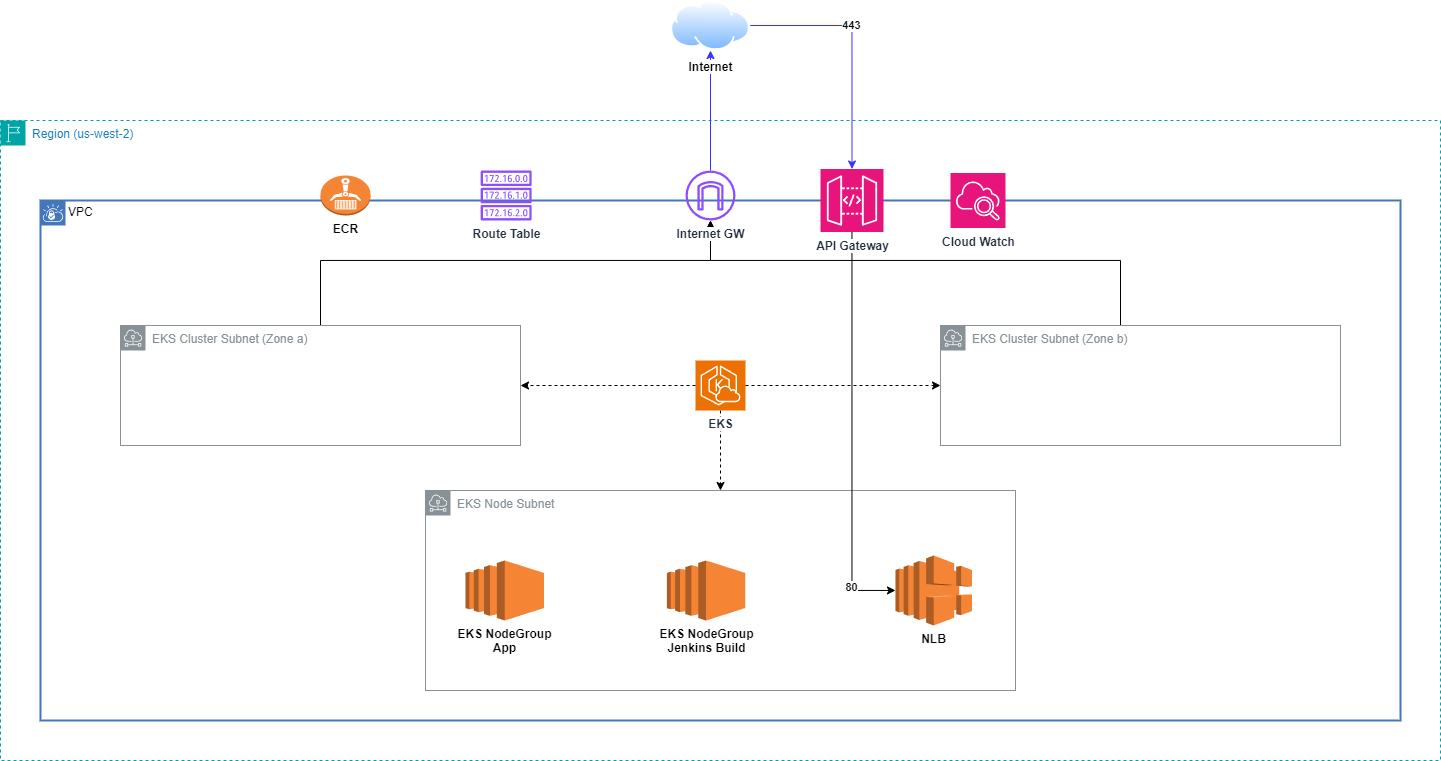 443
Internet
Region (us-west-2)
172.16.0.0
172.16.1.0
172.16.2.0
VPC
ECR
Route Table
Internet GW
API Gateway
Cloud Watch
EKS Cluster Subnet (Zone a)
EKS Cluster Subnet (Zone b)
K
EKS
EKS Node Subnet
80
EKS NodeGroup
App
EKS NodeGroup
Jenkins Build
NLB